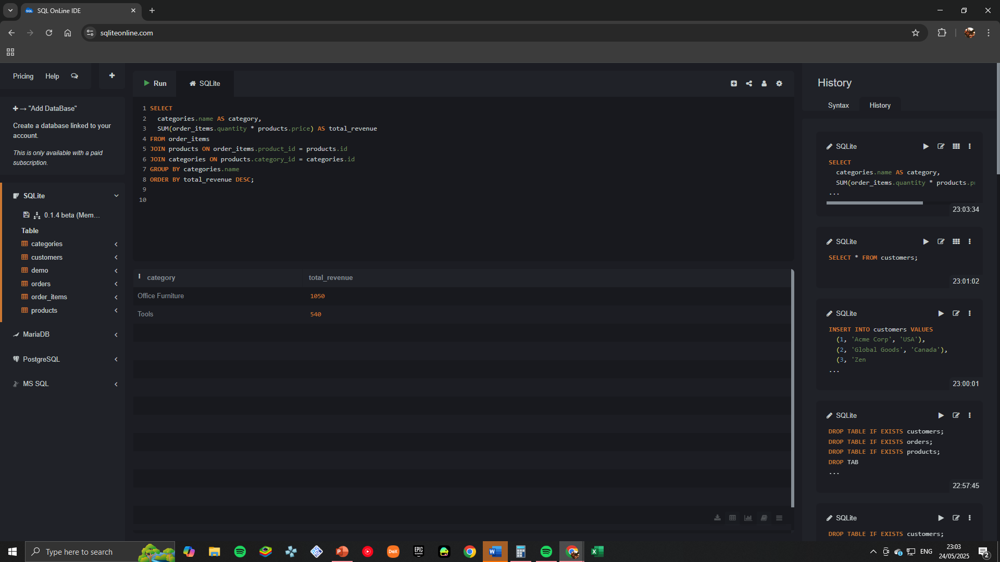 SQL OnLine IDE
sqliteonline.com
Pricing Help
"Add DataBase"
Create a database linked to your
account.
This is only available with a paid
subscription.
SQLite
0.1.4 beta (Mem...
Table
categories
customers
demo
orders
order_items
products
MariaDB
PostgreSQL
MS SQL
Run
SQLite
1 SELECT
2 categories.name AS category,
3 SUM(order_items.quantity * products.price) AS total_revenue
4 FROM order_items
5 JOIN products ON order_items.product_id = products.id
6 JOIN categories ON products.category_id = categories.id
7 GROUP BY categories.name
8 ORDER BY total_revenue DESC;
9
10
category total_revenue
Office Furniture 1050
Tools 540
History
Syntax History
SQLite
SELECT
categories.name AS category,
SUM(order_items.quantity * products.pr
...
23:03:34
SQLite
SELECT * FROM customers;
23:01:02
SQLite
INSERT INTO customers VALUES
(1, 'Acme Corp', 'USA'),
(2, 'Global Goods', 'Canada'),
(3, 'Zen
...
23:00:01
SQLite
DROP TABLE IF EXISTS customers;
DROP TABLE IF EXISTS orders;
DROP TABLE IF EXISTS products;
DROP TAB
...
22:57:45
SQLite
DROP TABLE IF EXISTS customers;
Type here to search
DeX
EPIC
GAMES
ENG
23:03
24/05/2025
2